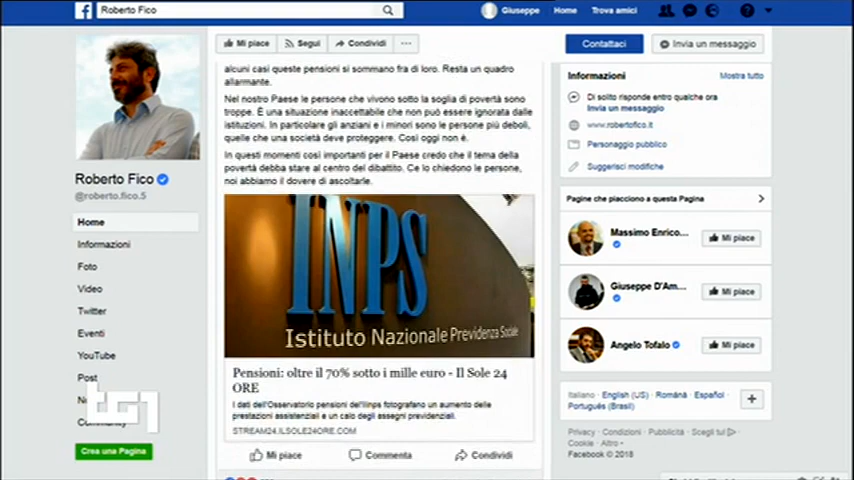 Roberto Fico
Giuseppe
Home
Trova amici
Mi piace
Segui
Condividi
Contattaci
Invia un messaggio
alcuni casi queste pensioni si sommano fra di loro. Resta un quadro
allarmante.
Nel nostro Paese le persone che vivono sotto la soglia di povertà sono
troppe. È una situazione inaccettabile che non può essere ignorata dalle
istituzioni. In particolare gli anziani e i minori sono le persone più deboli,
quelle che una società deve proteggere. Così oggi non è.
In questi momenti così importanti per il Paese credo che il tema della
povertà debba stare al centro del dibattito. Ce lo chiedono le persone,
noi abbiamo il dovere di ascoltarle.
Roberto Fico
@roberto.fico.5
Home
Informazioni
Foto
Video
Twitter
Eventi
YouTube
Post
Community
tg1
Crea una Pagina
INPS
Istituto Nazionale Previdenza Sociale
Pensioni: oltre il 70% sotto i mille euro - Il Sole 24
ORE
I dati dell'Osservatorio pensioni dell'Inps fotografano un aumento delle
prestazioni assistenziali e un calo degli assegni previdenziali.
STREAM24.ILSOLE24ORE.COM
Mi piace
Commenta
Condividi
Informazioni
Mostra tutto
Di solito risponde entro qualche ora
Invia un messaggio
www.robertofico.it
Personaggio pubblico
Suggerisci modifiche
Pagine che piacciono a questa Pagina
Massimo Enrico...
Mi piace
Giuseppe D'Am...
Mi piace
Angelo Tofalo
Mi piace
Italiano · English (US) · Română · Español ·
Português (Brasil)
Privacy · Condizioni · Pubblicità · Scegli tu ·
Cookie · Altro
Facebook © 2018